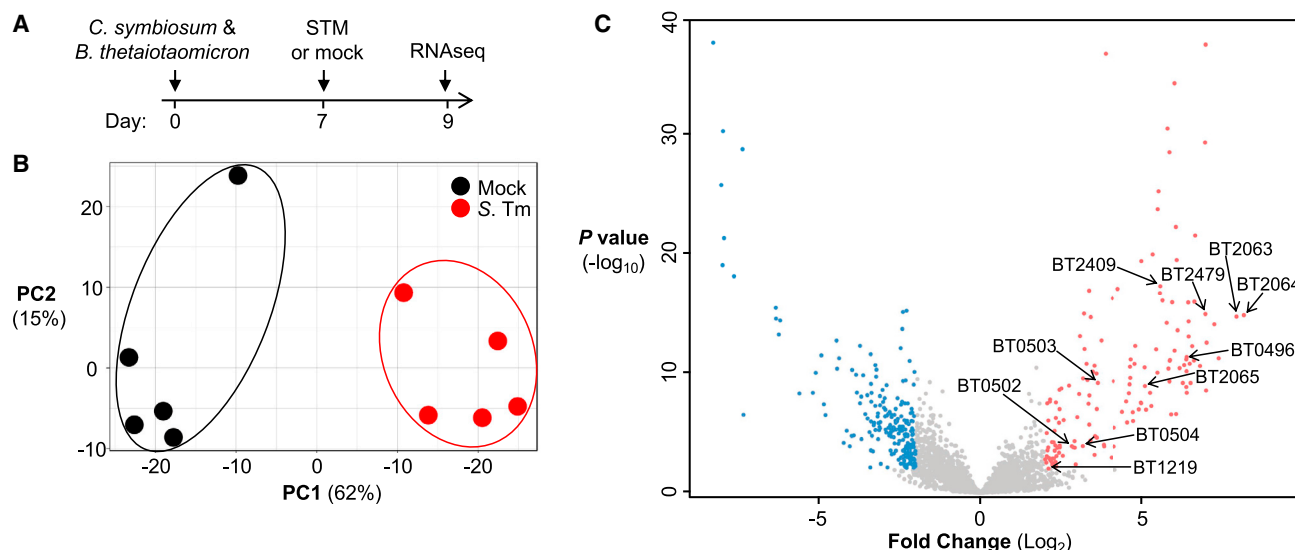 A
C. symbiosum &
B. thetaiotaomicron
STM
or mock
RNAseq
Day: 0 7 9
B
Mock
S. Tm
20
10
0
-10
-20 -10 0 -10 -20
PC2
(15%)
PC1 (62%)
C
40
30
20
10
0
P value
(-log10)
BT2063
BT2409
BT2479
BT2064
BT0503
BT0496
BT2065
BT0502
BT0504
BT1219
-5 0 5
Fold Change (Log2)